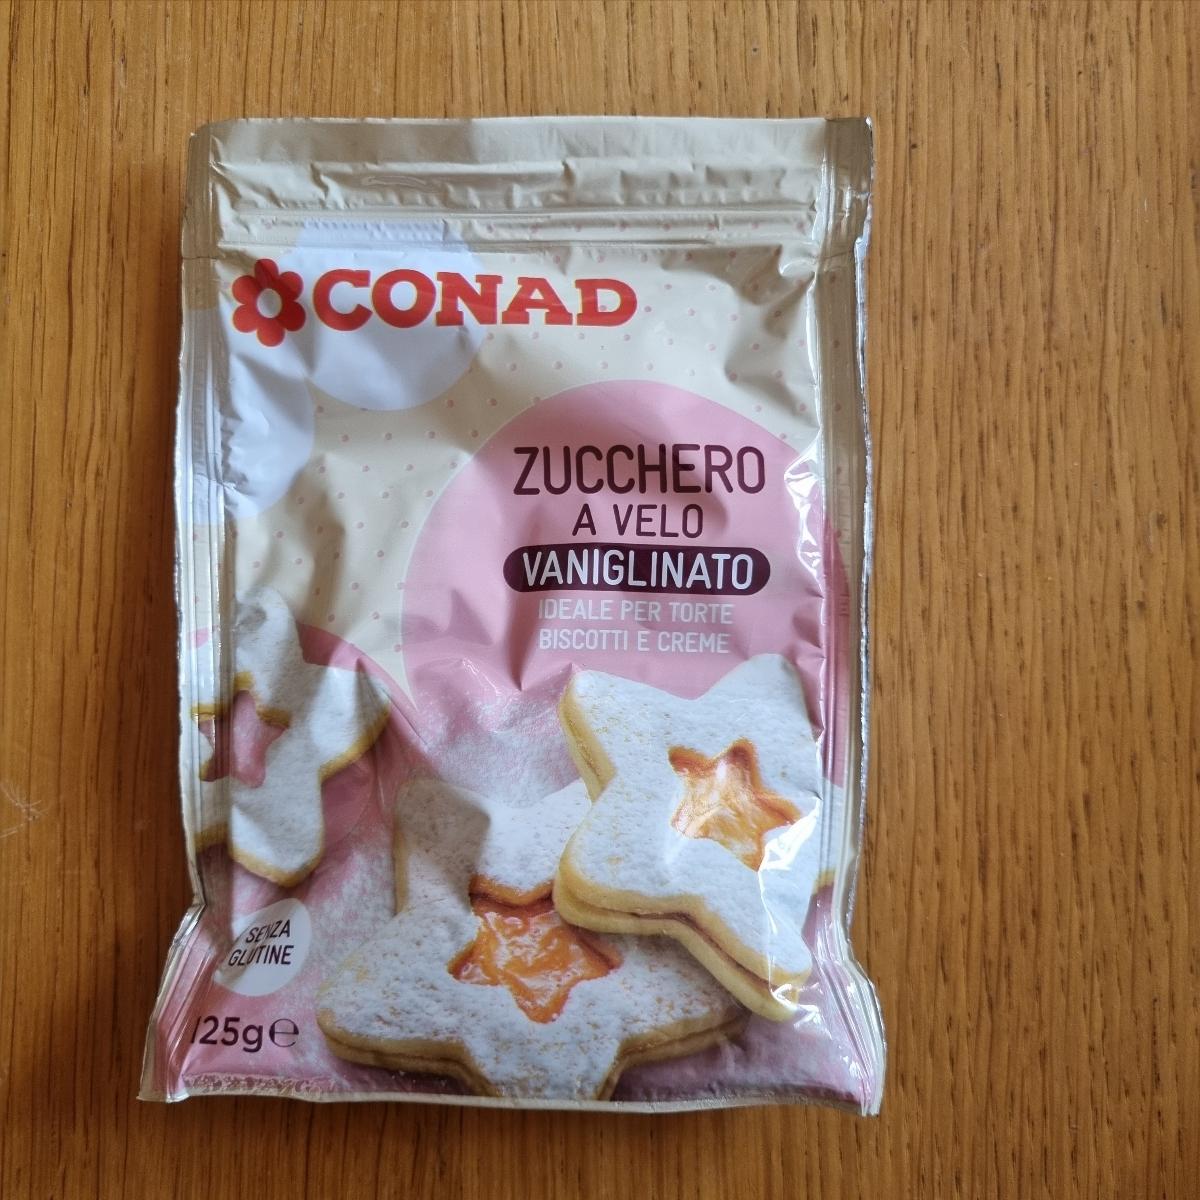 CONAD
ZUCCHERO
A VELO
VANIGLINATO
IDEALE PER TORTE
BISCOTTI E CREME
SENZA
GLUTINE
125g℮